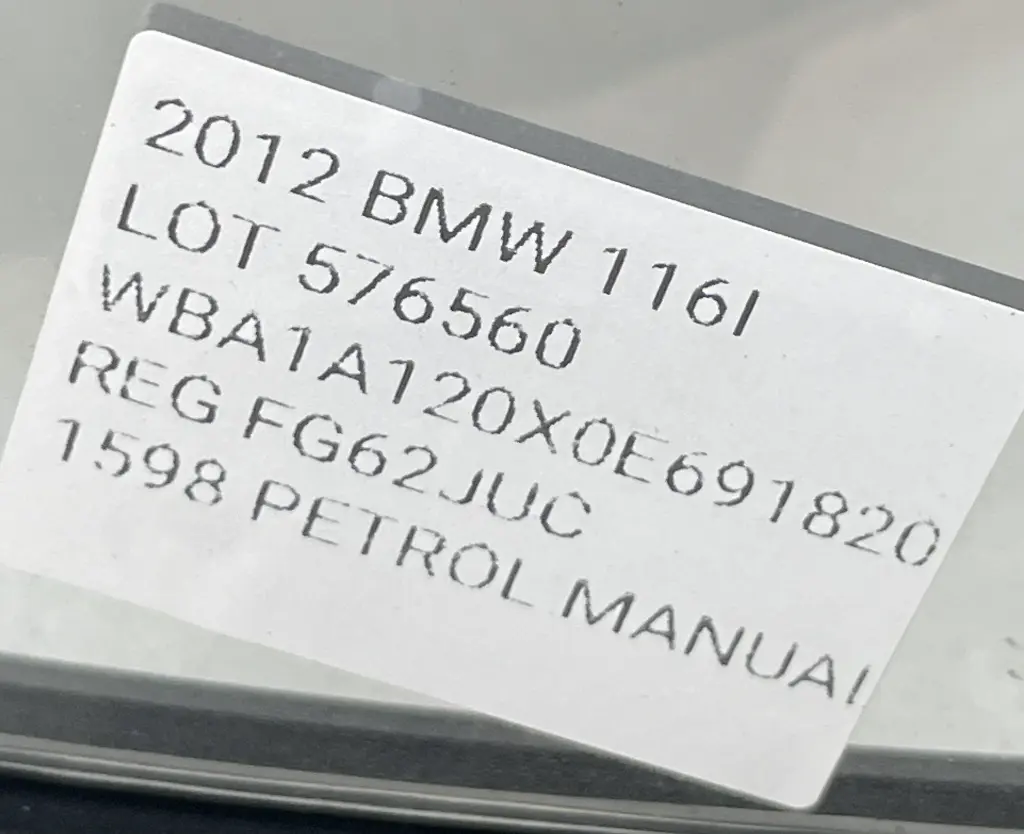 2012 BMW 116I
LOT 576560
WBA1A120X0E691820
REG FG62JUC
1598 PETROL MANUAL